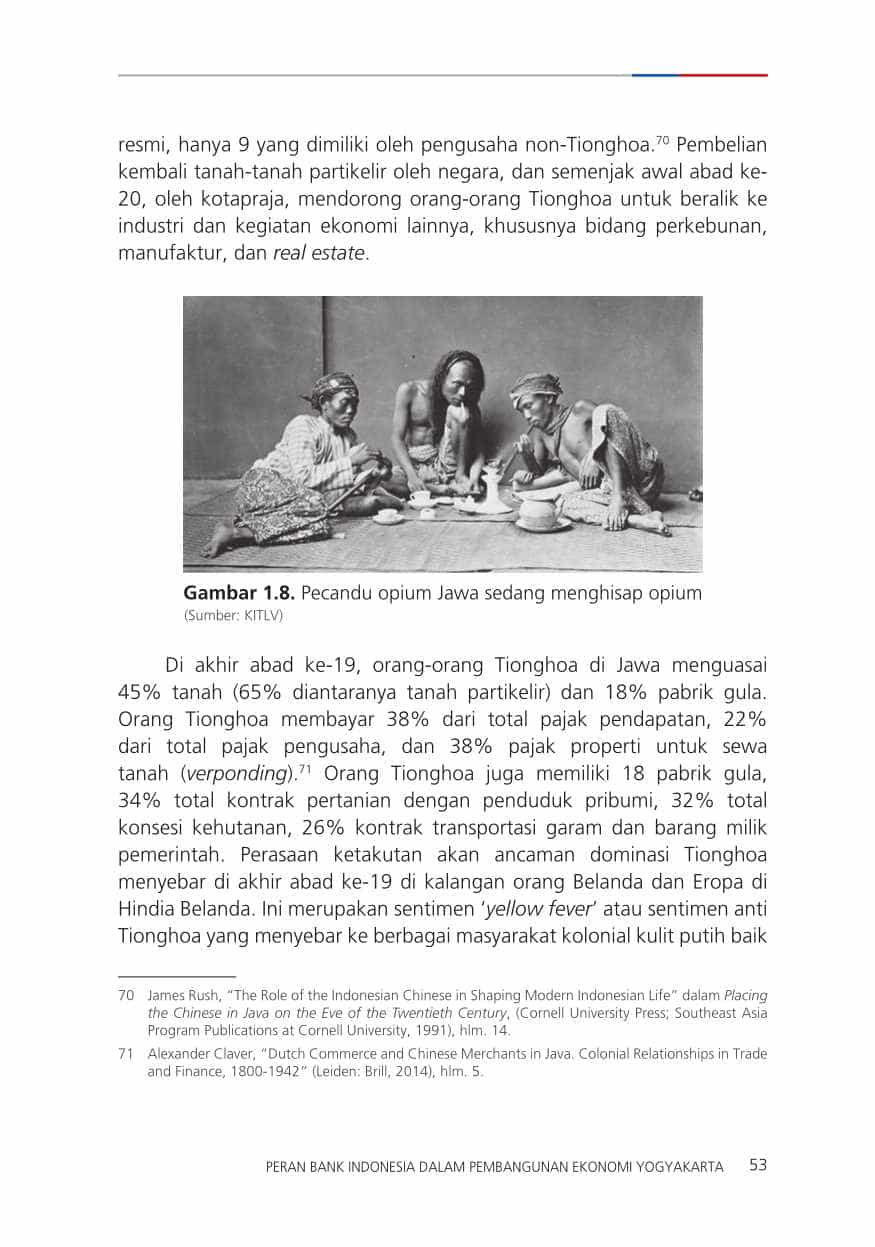 resmi, hanya 9 yang dimiliki oleh pengusaha non-Tionghoa.70 Pembelian
kembali tanah-tanah partikelir oleh negara, dan semenjak awal abad ke-
20, oleh kotapraja, mendorong orang-orang Tionghoa untuk beralik ke
industri dan kegiatan ekonomi lainnya, khususnya bidang perkebunan,
manufaktur, dan real estate.
Gambar 1.8. Pecandu opium Jawa sedang menghisap opium
(Sumber: KITLV)
Di akhir abad ke-19, orang-orang Tionghoa di Jawa menguasai
45% tanah (65% diantaranya tanah partikelir) dan 18% pabrik gula.
Orang Tionghoa membayar 38% dari total pajak pendapatan, 22%
dari total pajak pengusaha, dan 38% pajak properti untuk sewa
tanah (verponding).71 Orang Tionghoa juga memiliki 18 pabrik gula,
34% total kontrak pertanian dengan penduduk pribumi, 32% total
konsesi kehutanan, 26% kontrak transportasi garam dan barang milik
pemerintah. Perasaan ketakutan akan ancaman dominasi Tionghoa
menyebar di akhir abad ke-19 di kalangan orang Belanda dan Eropa di
Hindia Belanda. Ini merupakan sentimen ‘yellow fever’ atau sentimen anti
Tionghoa yang menyebar ke berbagai masyarakat kolonial kulit putih baik
70 James Rush, “The Role of the Indonesian Chinese in Shaping Modern Indonesian Life” dalam Placing
the Chinese in Java on the Eve of the Twentieth Century, (Cornell University Press; Southeast Asia
Program Publications at Cornell University, 1991), hlm. 14.
71 Alexander Claver, “Dutch Commerce and Chinese Merchants in Java. Colonial Relationships in Trade
and Finance, 1800-1942” (Leiden: Brill, 2014), hlm. 5.
PERAN BANK INDONESIA DALAM PEMBANGUNAN EKONOMI YOGYAKARTA 53